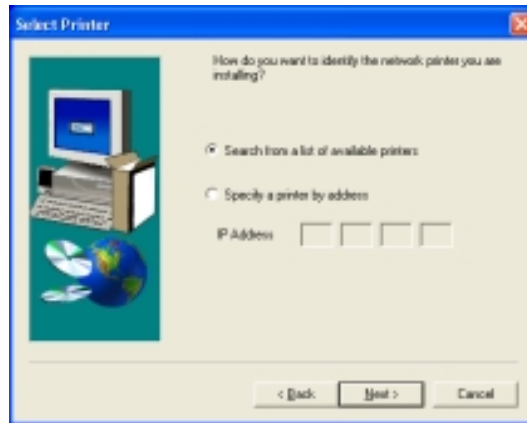 Select Printer
How do you want to identify the network printer you are
installing?
Search from a list of available printers
Specify a printer by address
IP Address
< Back
Next >
Cancel